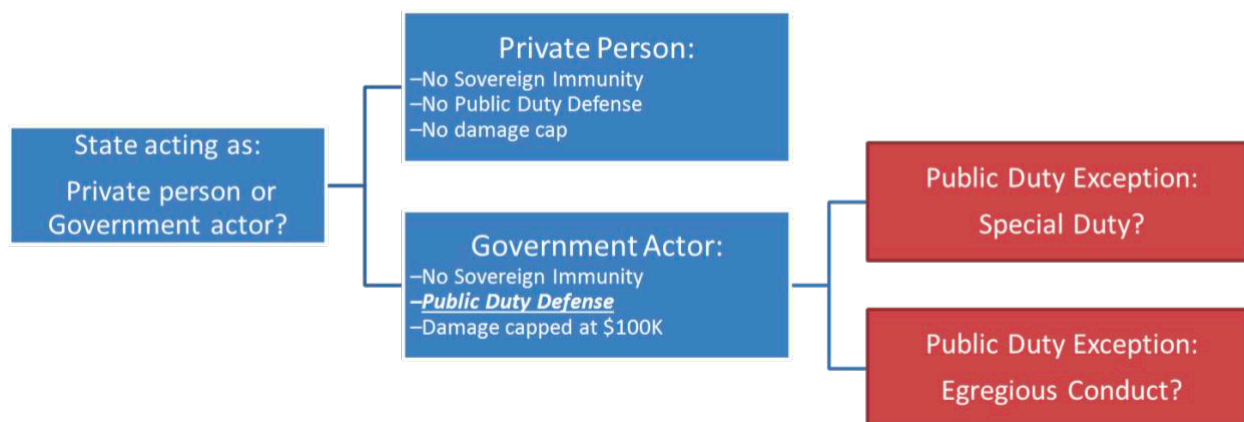 State acting as:
Private person or
Government actor?
Private Person:
–No Sovereign Immunity
–No Public Duty Defense
–No damage cap
Government Actor:
–No Sovereign Immunity
–Public Duty Defense
–Damage capped at $100K
Public Duty Exception:
Special Duty?
Public Duty Exception:
Egregious Conduct?